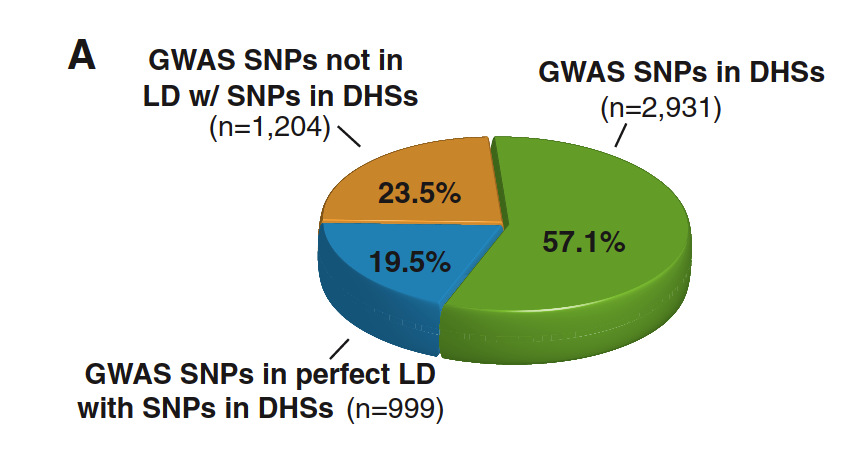 A
GWAS SNPs not in
LD w/ SNPs in DHSs
(n=1,204)
GWAS SNPs in DHSs
(n=2,931)
23.5%
57.1%
19.5%
GWAS SNPs in perfect LD
with SNPs in DHSs (n=999)